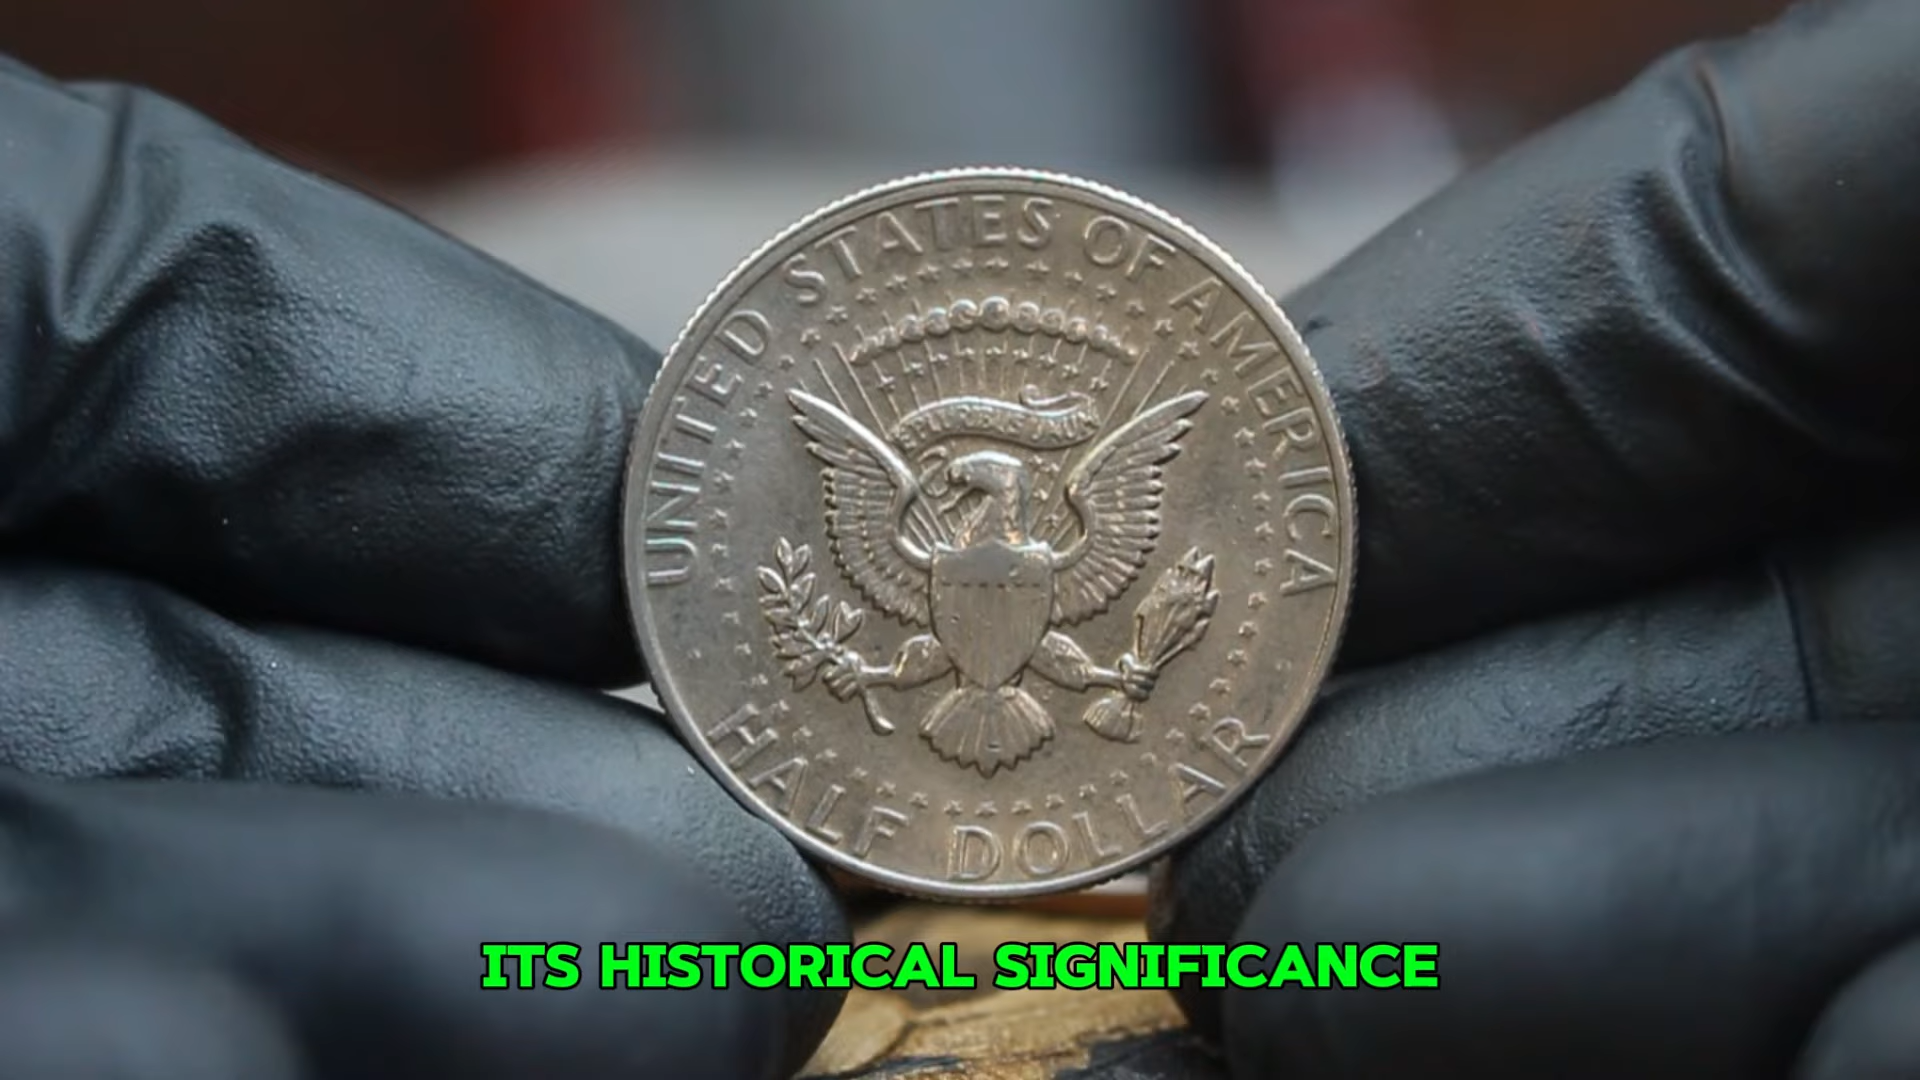 UNITED STATES OF AMERICA
HALF DOLLAR
ITS HISTORICAL SIGNIFICANCE